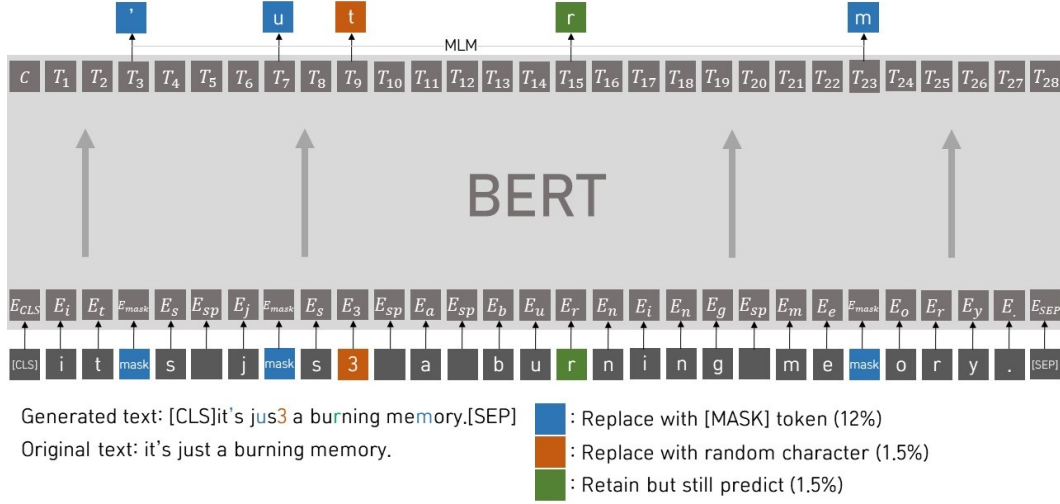 ' u t r m
MLM
C T1 T2 T3 T4 T5 T6 T7 T8 T9 T10 T11 T12 T13 T14 T15 T16 T17 T18 T19 T20 T21 T22 T23 T24 T25 T26 T27 T28
BERT
ECLS Ei Et Emask Es Esp Ej Emask Es E3 Esp Ea Esp Eb Eu Er En Ei En Eg Esp Em Ee Emask Eo Er Ey E. ESEP
[CLS] i t mask s j mask s 3 a b u r n i n g m e mask o r y . [SEP]
Generated text: [CLS]it's jus3 a burning memory.[SEP]
Original text: it's just a burning memory.
: Replace with [MASK] token (12%)
: Replace with random character (1.5%)
: Retain but still predict (1.5%)